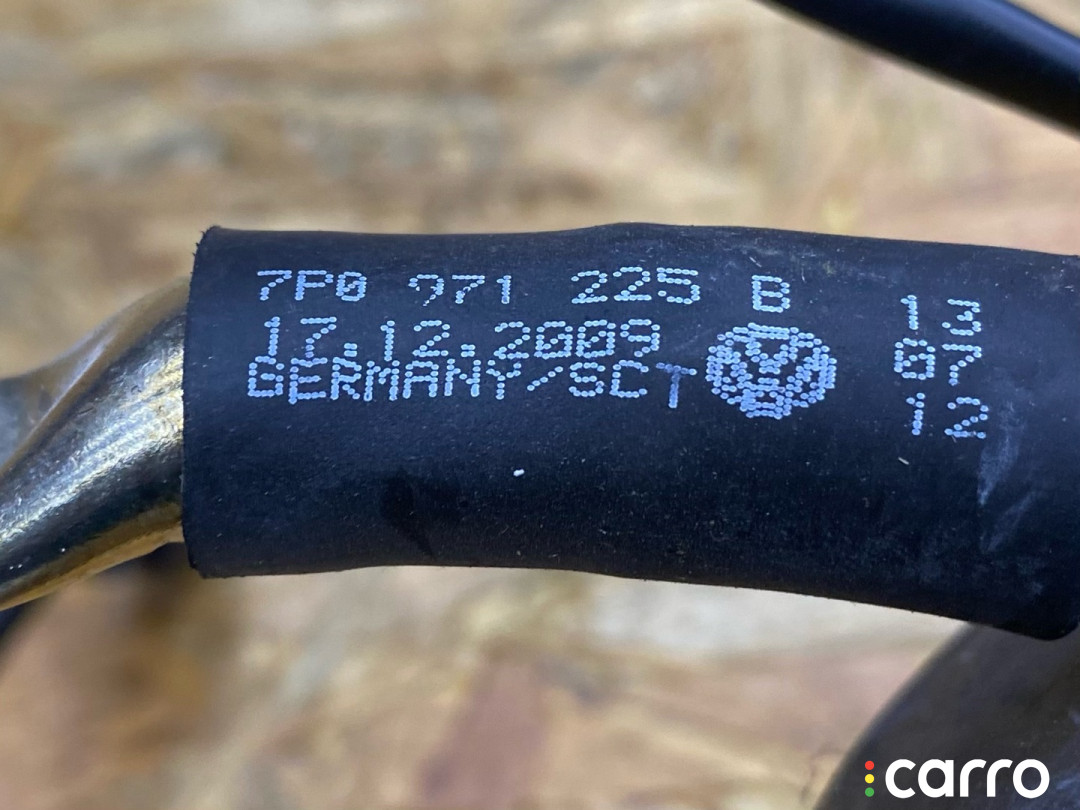 7P0 971 225 B
17.12.2009
GERMANY/SCT
13
07
12
carro